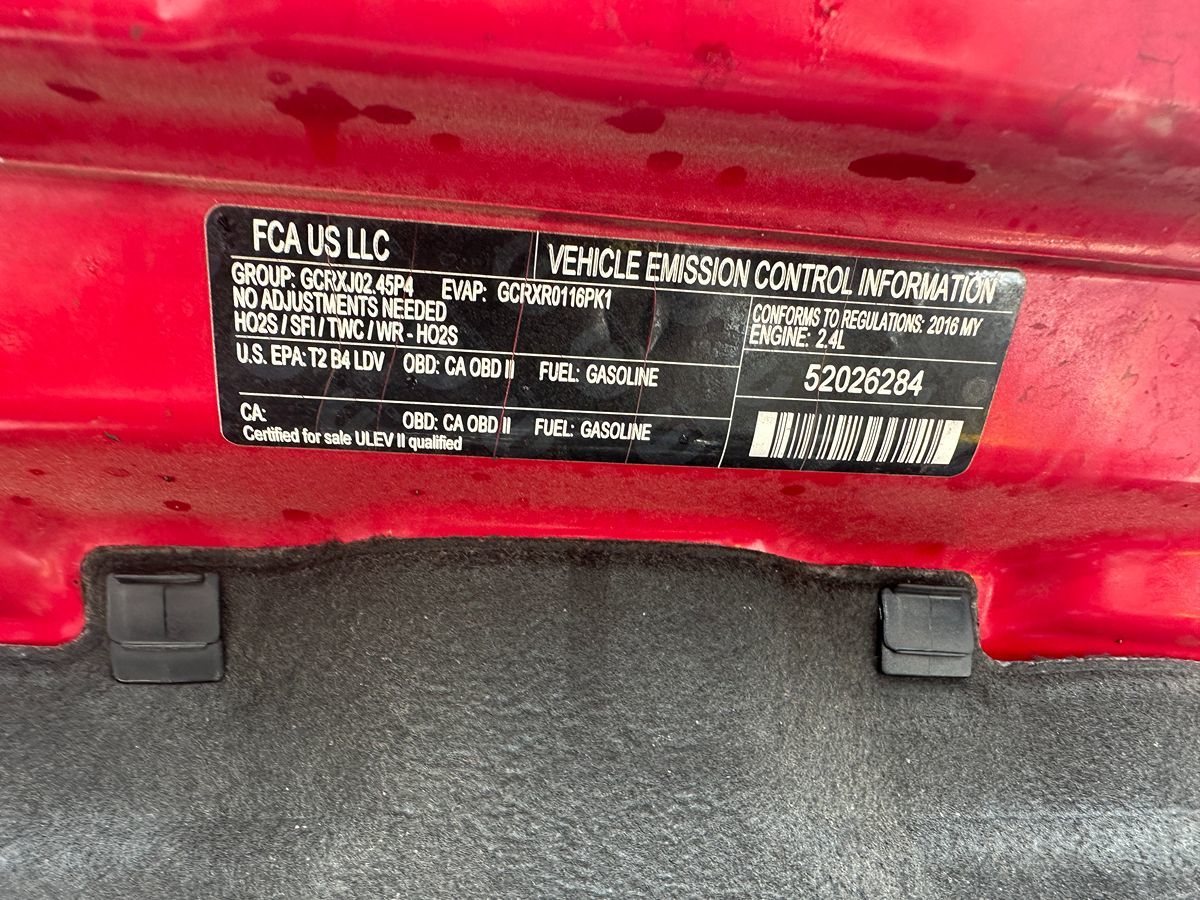 FCA US LLC
VEHICLE EMISSION CONTROL INFORMATION
GROUP: GCRXJ02.45P4 EVAP: GCRXR0116PK1
NO ADJUSTMENTS NEEDED
HO2S / SFI / TWC / WR - HO2S
CONFORMS TO REGULATIONS: 2016 MY
ENGINE: 2.4L
U.S. EPA: T2 B4 LDV OBD: CA OBD II FUEL: GASOLINE
52026284
CA: OBD: CA OBD II FUEL: GASOLINE
Certified for sale ULEV II qualified